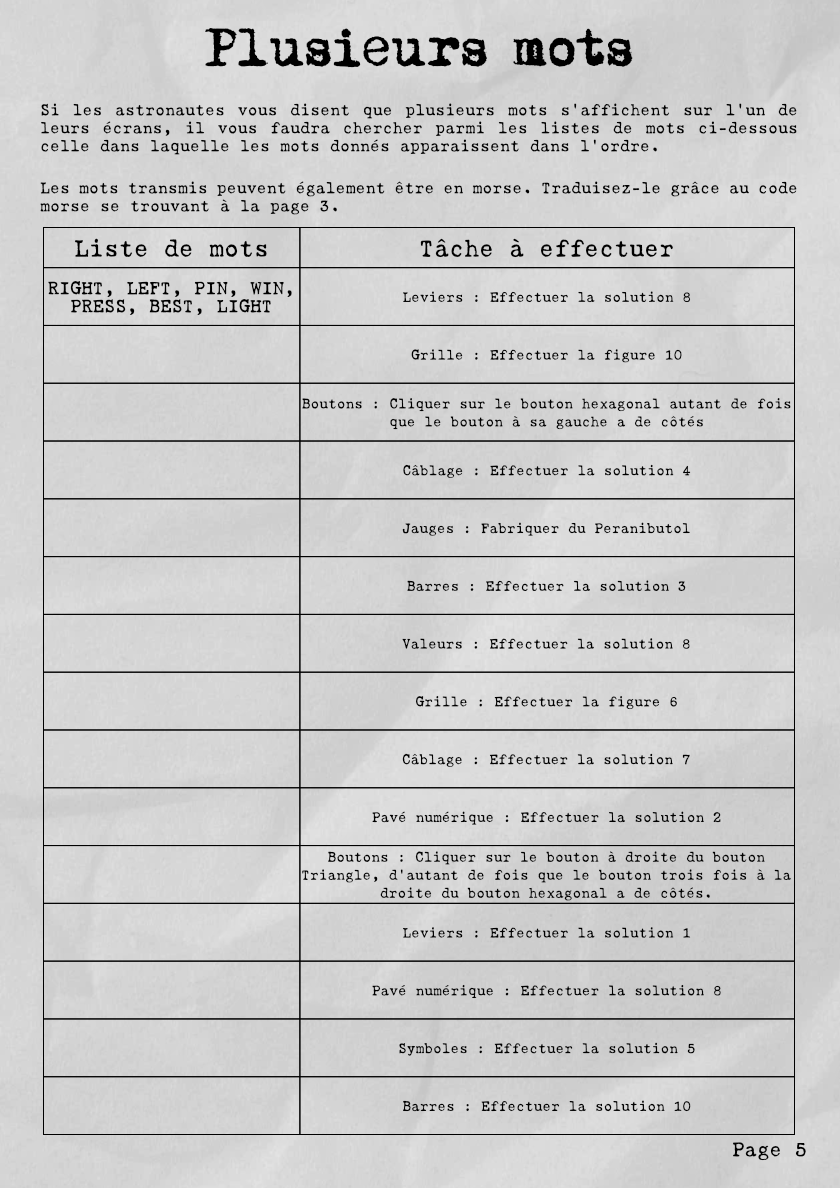 Plusieurs mots
Si les astronautes vous disent que plusieurs mots s'affichent sur l'un de
leurs écrans, il vous faudra chercher parmi les listes de mots ci-dessous
celle dans laquelle les mots donnés apparaissent dans l'ordre.
Les mots transmis peuvent également être en morse. Traduisez-le grâce au code
morse se trouvant à la page 3.
Liste de mots
Tâche à effectuer
RIGHT, LEFT, PIN, WIN,
PRESS, BEST, LIGHT
Leviers : Effectuer la solution 8
Grille : Effectuer la figure 10
Boutons : Cliquer sur le bouton hexagonal autant de fois
que le bouton à sa gauche a de côtés
Câblage : Effectuer la solution 4
Jauges : Fabriquer du Peranibutol
Barres : Effectuer la solution 3
Valeurs : Effectuer la solution 8
Grille : Effectuer la figure 6
Câblage : Effectuer la solution 7
Pavé numérique : Effectuer la solution 2
Boutons : Cliquer sur le bouton à droite du bouton
Triangle, d'autant de fois que le bouton trois fois à la
droite du bouton hexagonal a de côtés.
Leviers : Effectuer la solution 1
Pavé numérique : Effectuer la solution 8
Symboles : Effectuer la solution 5
Barres : Effectuer la solution 10
Page 5